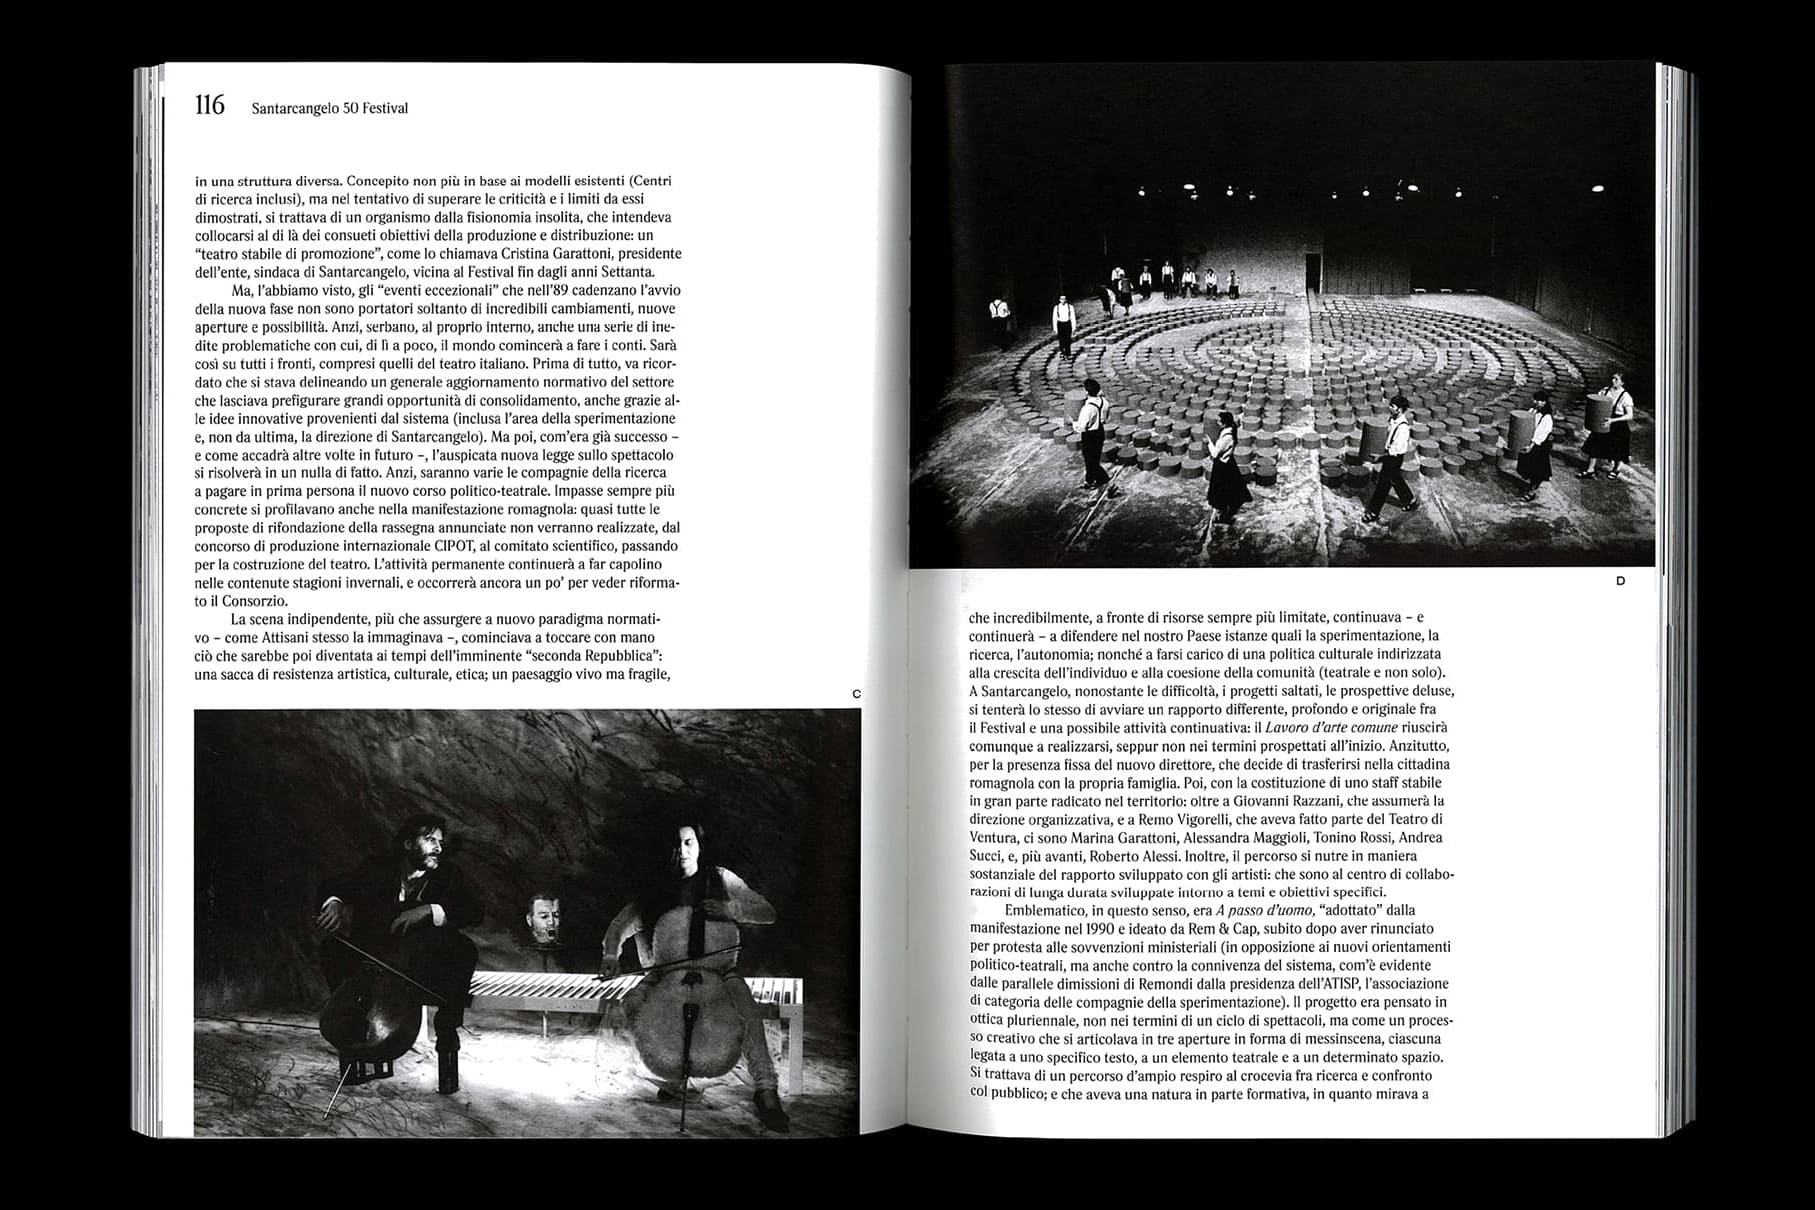 116 Santarcangelo 50 Festival
in una struttura diversa. Concepito non più in base ai modelli esistenti (Centri
di ricerca inclusi), ma nel tentativo di superare le criticità e i limiti da essi
dimostrati, si trattava di un organismo dalla fisionomia insolita, che intendeva
collocarsi al di là dei consueti obiettivi della produzione e distribuzione: un
“teatro stabile di promozione”, come lo chiamava Cristina Garattoni, presidente
dell’ente, sindaca di Santarcangelo, vicina al Festival fin dagli anni Settanta.
Ma, l’abbiamo visto, gli “eventi eccezionali” che nell’89 cadenzano l’avvio
della nuova fase non sono portatori soltanto di incredibili cambiamenti, nuove
aperture e possibilità. Anzi, serbano, al proprio interno, anche una serie di ine-
dite problematiche con cui, di lì a poco, il mondo comincerà a fare i conti. Sarà
così su tutti i fronti, compresi quelli del teatro italiano. Prima di tutto, va ricor-
dato che si stava delineando un generale aggiornamento normativo del settore
che lasciava prefigurare grandi opportunità di consolidamento, anche grazie al-
le idee innovative provenienti dal sistema (inclusa l’area della sperimentazione
e, non da ultima, la direzione di Santarcangelo). Ma poi, com’era già successo –
e come accadrà altre volte in futuro –, l’auspicata nuova legge sullo spettacolo
si risolverà in un nulla di fatto. Anzi, saranno varie le compagnie della ricerca
a pagare in prima persona il nuovo corso politico-teatrale. Impasse sempre più
concrete si profilavano anche nella manifestazione romagnola: quasi tutte le
proposte di rifondazione della rassegna annunciate non verranno realizzate, dal
concorso di produzione internazionale CIPOT, al comitato scientifico, passando
per la costruzione del teatro. L’attività permanente continuerà a far capolino
nelle contenute stagioni invernali, e occorrerà ancora un po’ per veder riforma-
to il Consorzio.
La scena indipendente, più che assurgere a nuovo paradigma normati-
vo – come Attisani stesso la immaginava –, cominciava a toccare con mano
ciò che sarebbe poi diventata ai tempi dell’imminente “seconda Repubblica”:
una sacca di resistenza artistica, culturale, etica; un paesaggio vivo ma fragile,
C
D
che incredibilmente, a fronte di risorse sempre più limitate, continuava – e
continuerà – a difendere nel nostro Paese istanze quali la sperimentazione, la
ricerca, l’autonomia; nonché a farsi carico di una politica culturale indirizzata
alla crescita dell’individuo e alla coesione della comunità (teatrale e non solo).
A Santarcangelo, nonostante le difficoltà, i progetti saltati, le prospettive deluse,
si tenterà lo stesso di avviare un rapporto differente, profondo e originale fra
il Festival e una possibile attività continuativa: il Lavoro d’arte comune riuscirà
comunque a realizzarsi, seppur non nei termini prospettati all’inizio. Anzitutto,
per la presenza fissa del nuovo direttore, che decide di trasferirsi nella cittadina
romagnola con la propria famiglia. Poi, con la costituzione di uno staff stabile
in gran parte radicato nel territorio: oltre a Giovanni Razzani, che assumerà la
direzione organizzativa, e a Remo Vigorelli, che aveva fatto parte del Teatro di
Ventura, ci sono Marina Garattoni, Alessandra Maggioli, Tonino Rossi, Andrea
Succi, e, più avanti, Roberto Alessi. Inoltre, il percorso si nutre in maniera
sostanziale del rapporto sviluppato con gli artisti: che sono al centro di collabo-
razioni di lunga durata sviluppate intorno a temi e obiettivi specifici.
Emblematico, in questo senso, era A passo d’uomo, “adottato” dalla
manifestazione nel 1990 e ideato da Rem & Cap, subito dopo aver rinunciato
per protesta alle sovvenzioni ministeriali (in opposizione ai nuovi orientamenti
politico-teatrali, ma anche contro la connivenza del sistema, com’è evidente
dalle parallele dimissioni di Remondi dalla presidenza dell’ATISP, l’associazione
di categoria delle compagnie della sperimentazione). Il progetto era pensato in
ottica pluriennale, non nei termini di un ciclo di spettacoli, ma come un proces-
so creativo che si articolava in tre aperture in forma di messinscena, ciascuna
legata a uno specifico testo, a un elemento teatrale e a un determinato spazio.
Si trattava di un percorso d’ampio respiro al crocevia fra ricerca e confronto
col pubblico; e che aveva una natura in parte formativa, in quanto mirava a